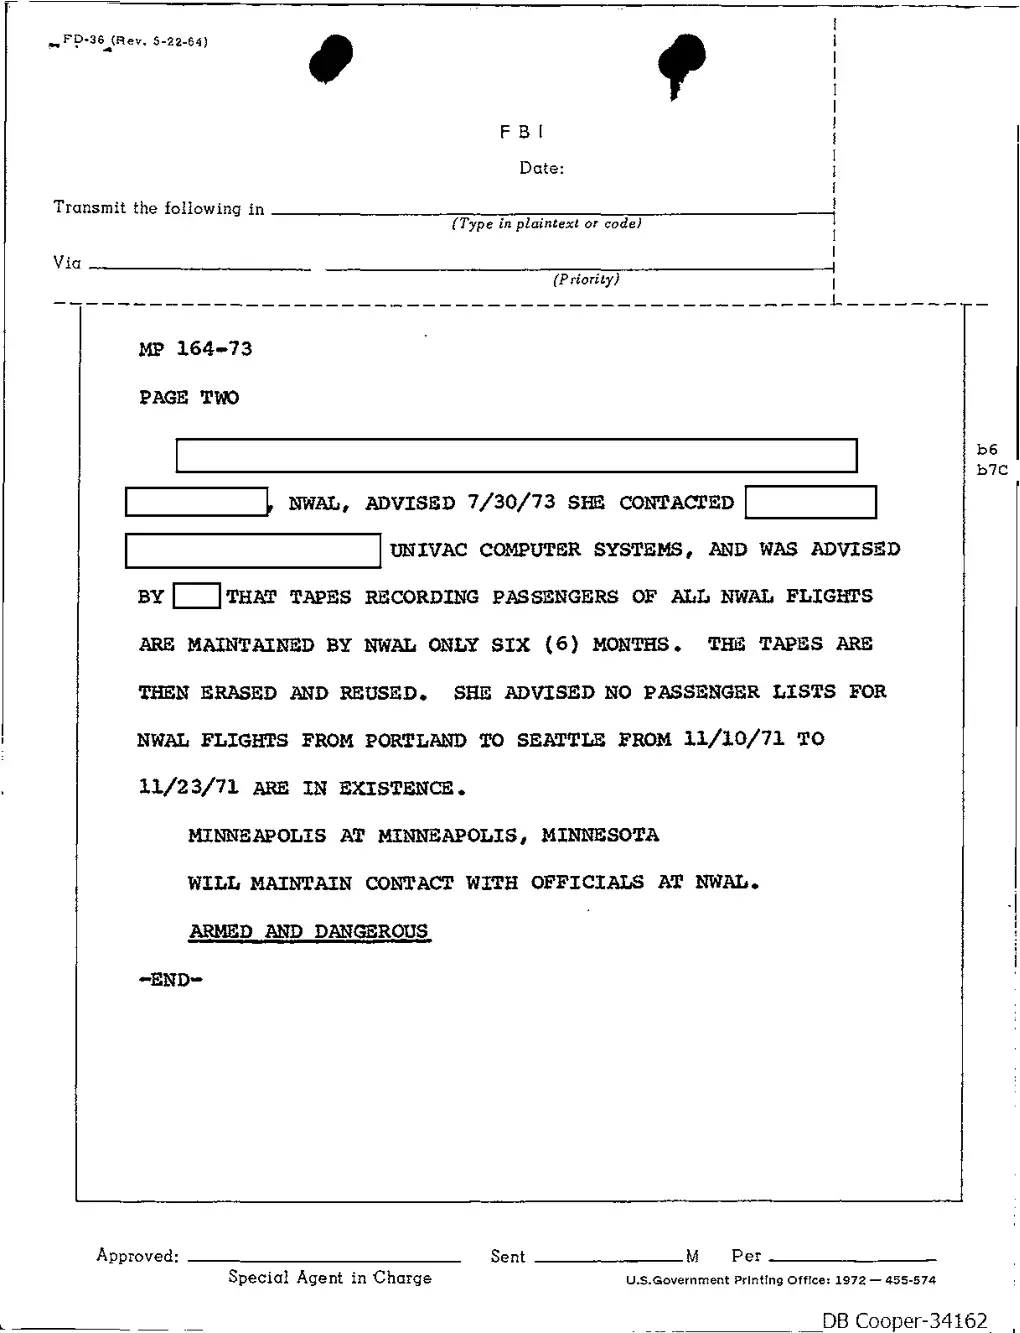 FD-36 (Rev. 5-22-64)
F B I
Date:
Transmit the following in
(Type in plaintext or code)
Via
(Priority)
MP 164-73
PAGE TWO
b6
b7C
, NWAL, ADVISED 7/30/73 SHE CONTACTED
UNIVAC COMPUTER SYSTEMS, AND WAS ADVISED
BY THAT TAPES RECORDING PASSENGERS OF ALL NWAL FLIGHTS
ARE MAINTAINED BY NWAL ONLY SIX (6) MONTHS. THE TAPES ARE
THEN ERASED AND REUSED. SHE ADVISED NO PASSENGER LISTS FOR
NWAL FLIGHTS FROM PORTLAND TO SEATTLE FROM 11/10/71 TO
11/23/71 ARE IN EXISTENCE.
MINNEAPOLIS AT MINNEAPOLIS, MINNESOTA
WILL MAINTAIN CONTACT WITH OFFICIALS AT NWAL.
ARMED AND DANGEROUS
-END-
Approved: Sent M Per
Special Agent in Charge
U.S.Government Printing Office: 1972 — 455-574
DB Cooper-34162